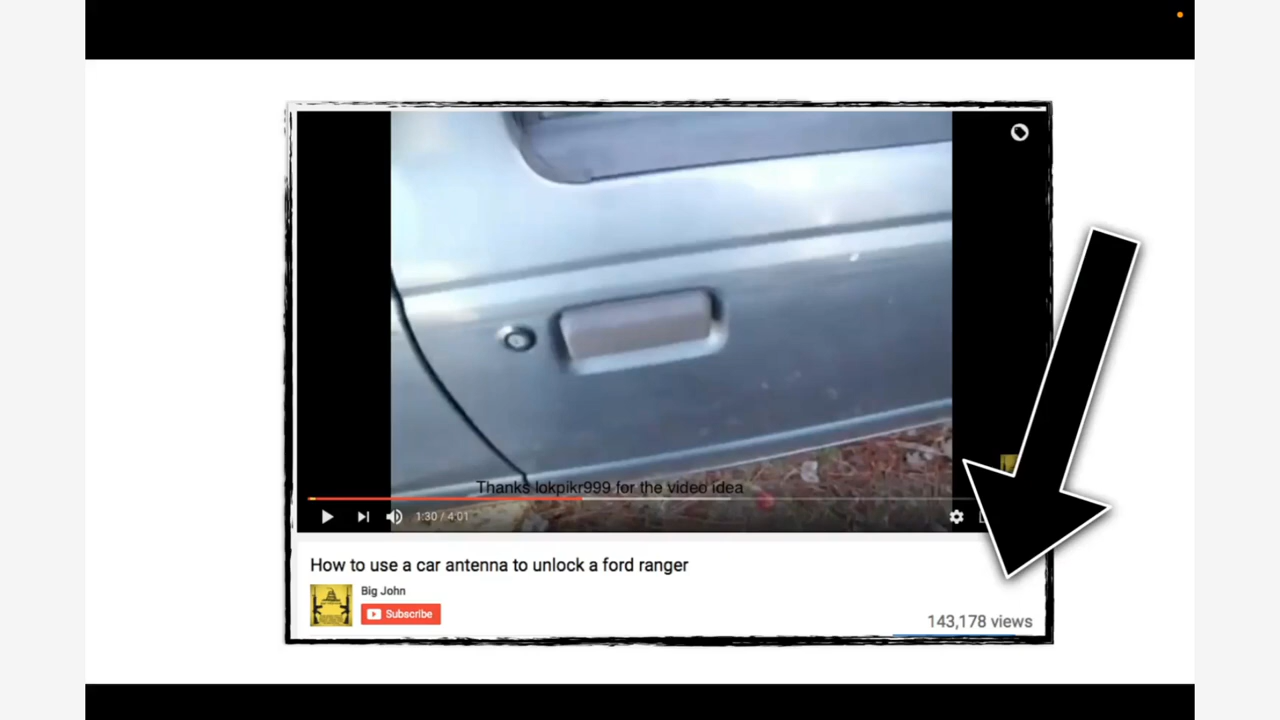 Thanks lokpikr999 for the video idea
1:30 / 4:01
How to use a car antenna to unlock a ford ranger
Big John
Subscribe
143,178 views